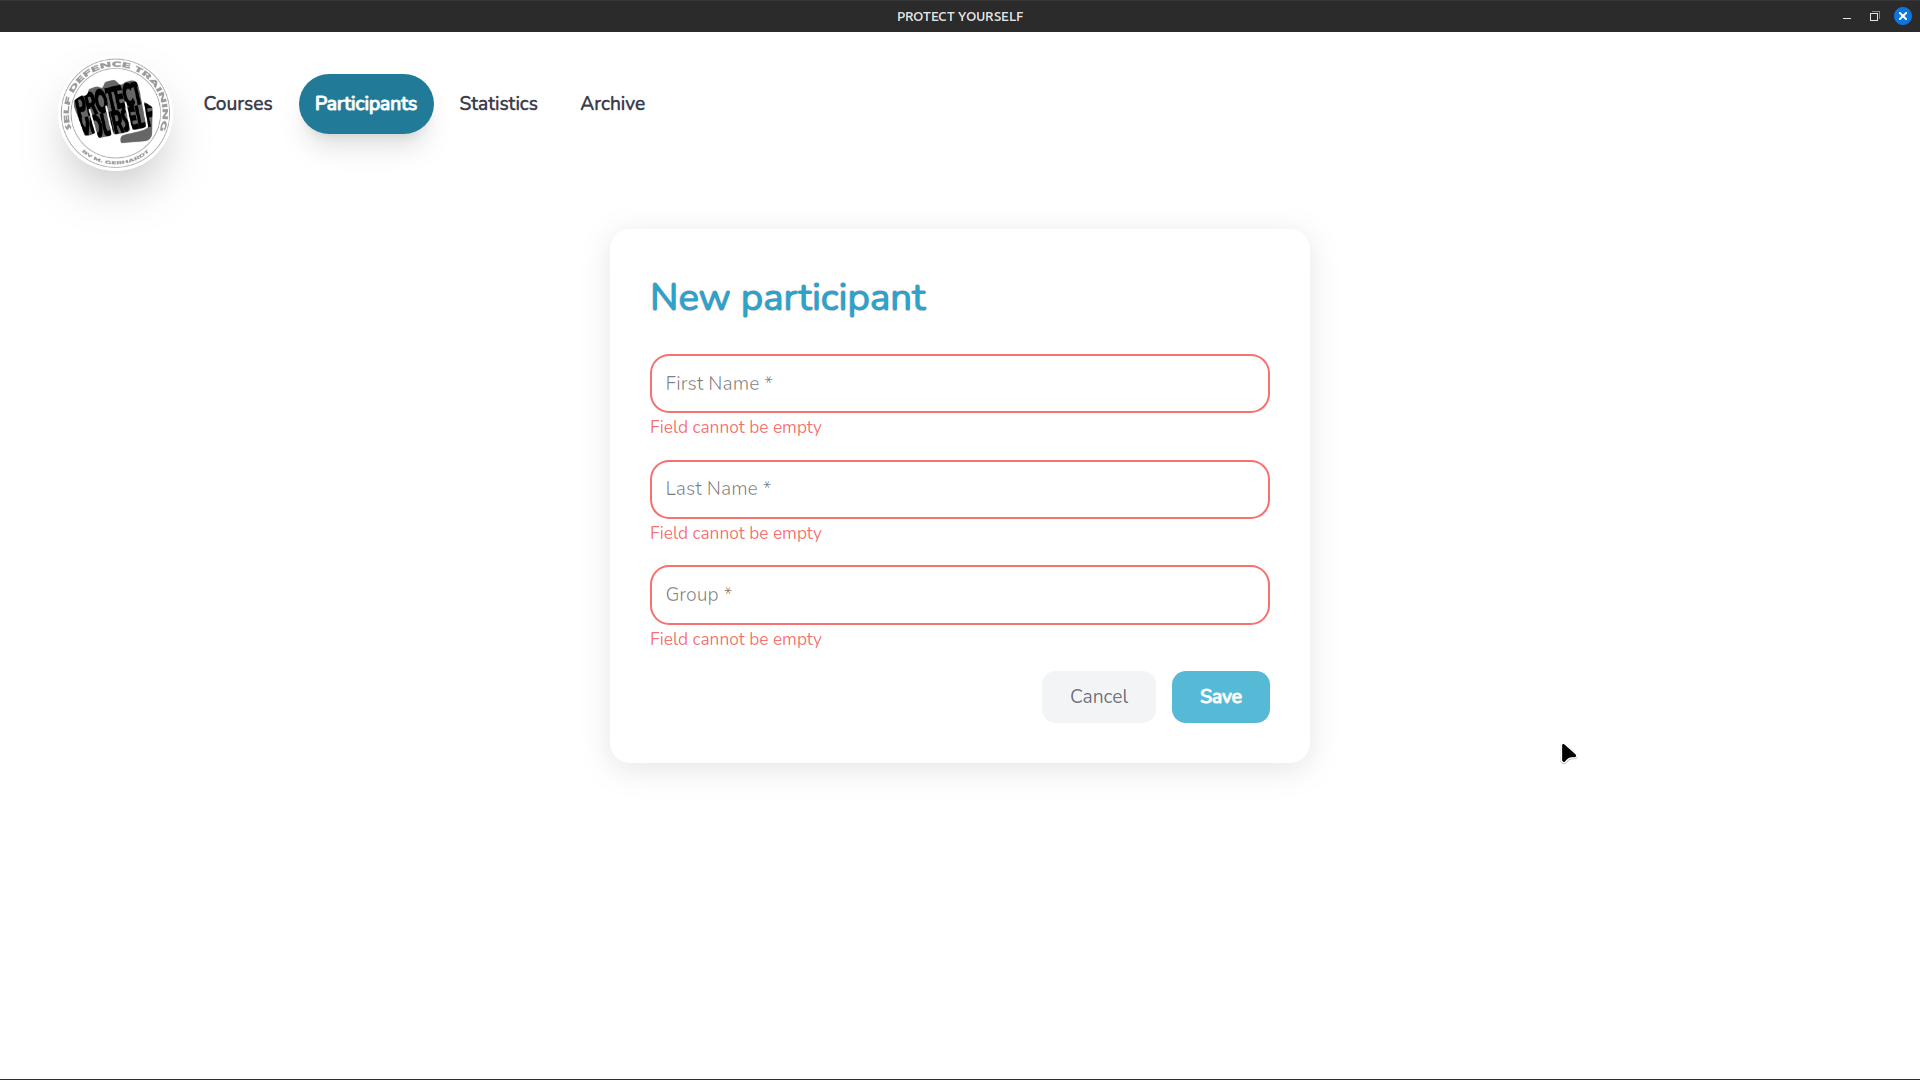 PROTECT YOURSELF
SELF DEFENCE TRAINING
PROTECT
YOURSELF
BY M. GEBHARDT
Courses
Participants
Statistics
Archive
New participant
First Name *
Field cannot be empty
Last Name *
Field cannot be empty
Group *
Field cannot be empty
Cancel
Save